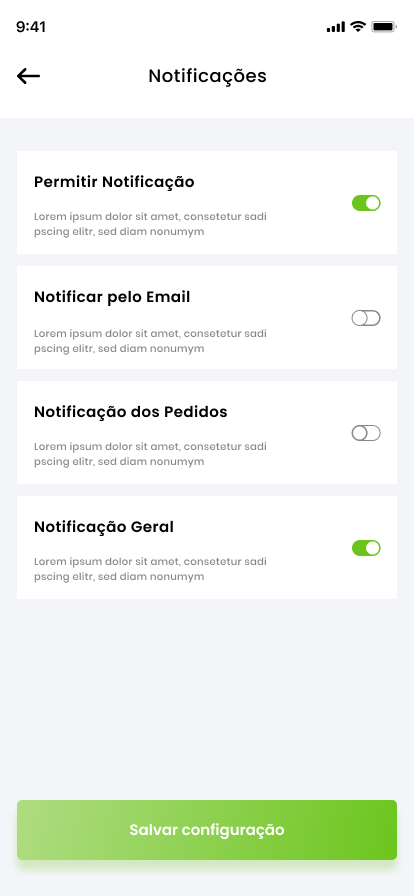 9:41
Notificações
Permitir Notificação
Lorem ipsum dolor sit amet, consetetur sadi
pscing elitr, sed diam nonumym
Notificar pelo Email
Lorem ipsum dolor sit amet, consetetur sadi
pscing elitr, sed diam nonumym
Notificação dos Pedidos
Lorem ipsum dolor sit amet, consetetur sadi
pscing elitr, sed diam nonumym
Notificação Geral
Lorem ipsum dolor sit amet, consetetur sadi
pscing elitr, sed diam nonumym
Salvar configuração